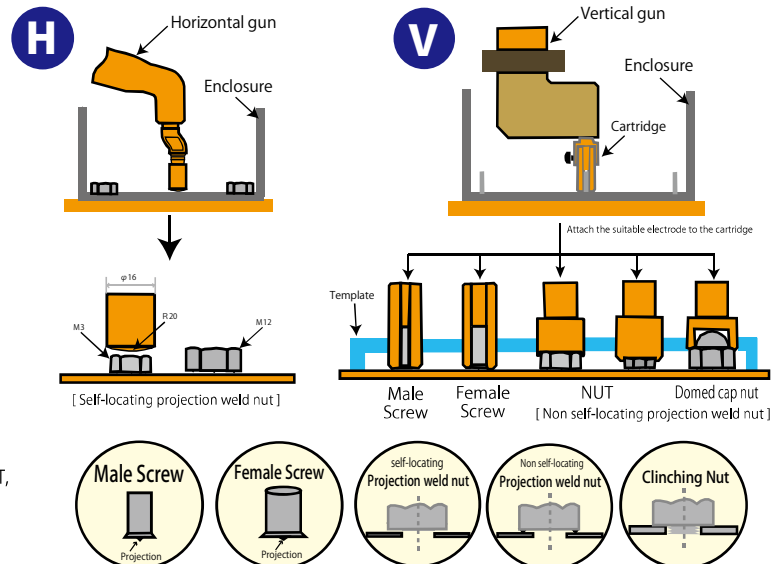 H
Horizontal gun
Enclosure
V
Vertical gun
Enclosure
Cartridge
Attach the suitable electrode to the cartridge
φ16
M3
R20
M12
[ Self-locating projection weld nut ]
Template
Male
Screw
Female
Screw
NUT
Domed cap nut
[ Non self-locating projection weld nut ]
T,
Male Screw
Projection
Female Screw
Projection
self-locating
Projection weld nut
Non self-locating
Projection weld nut
Clinching Nut